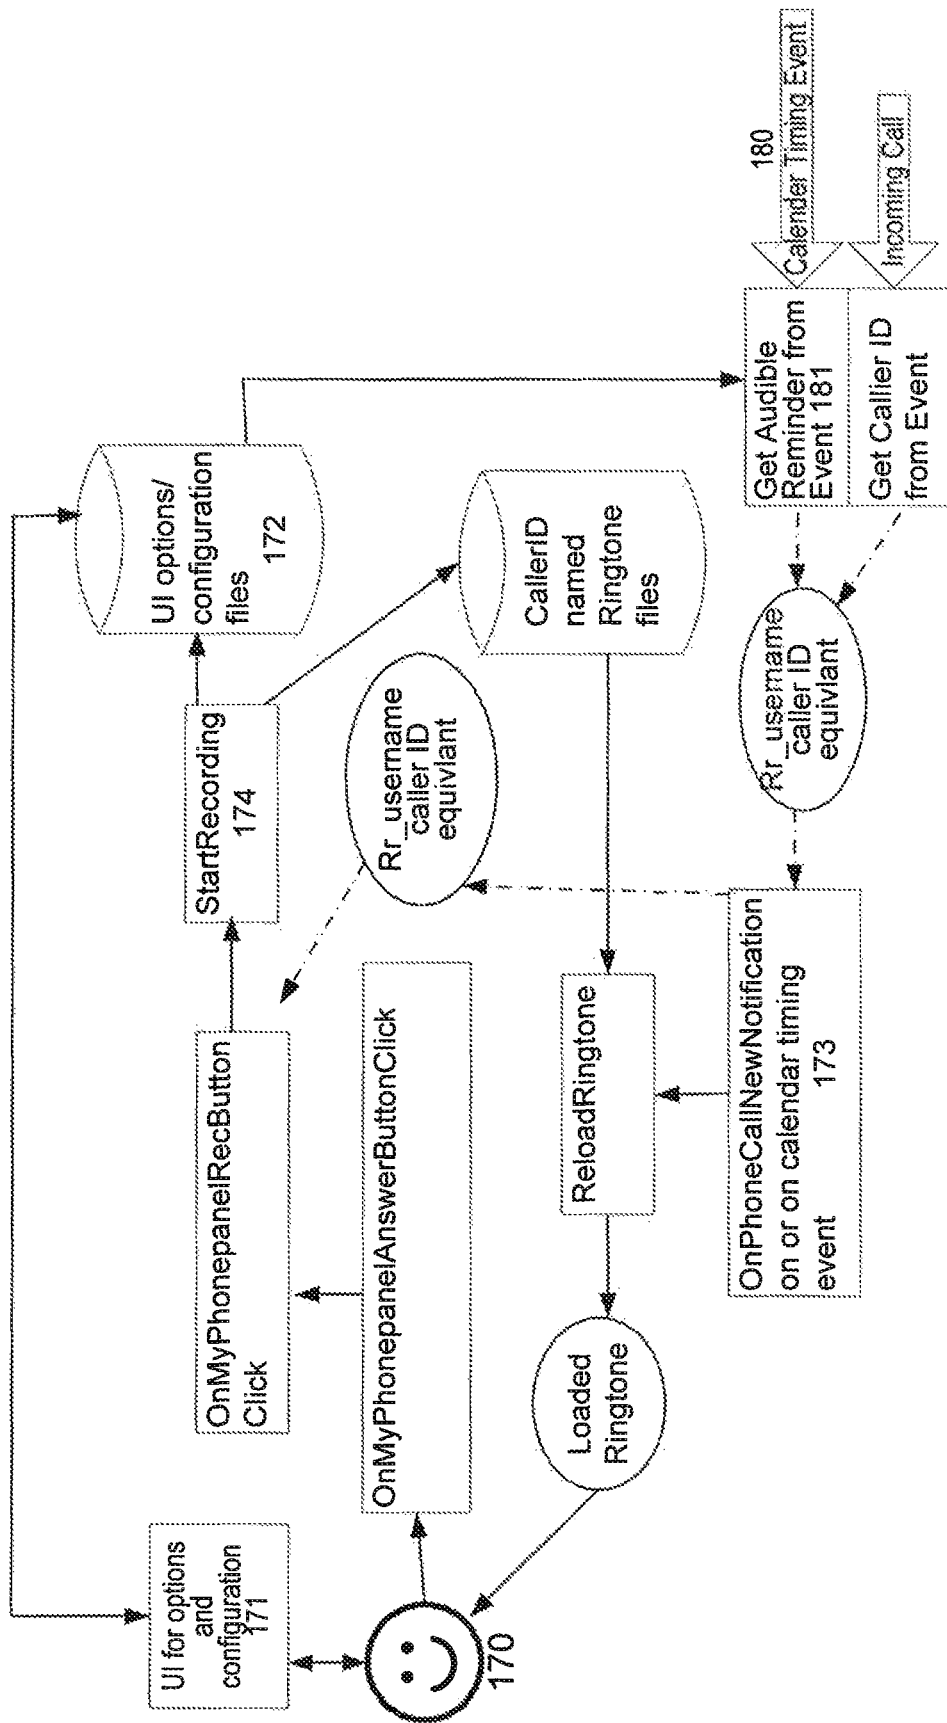 UI for options
and
configuration
171
170
OnMyPhonepanelRecButton
Click
OnMyPhonepanelAnswerButtonClick
StartRecording
174
UI options/
configuration
files
172
Rr_username
caller ID
equivlant
CallerID
named
Ringtone
files
Loaded
Ringtone
ReloadRingtone
OnPhoneCallNewNotification
on or on calendar timing
event
173
Rr_username
caller ID
equivlant
Get Audible
Reminder from
Event 181
Get Callier ID
from Event
180
Calender Timing Event
Incoming Call